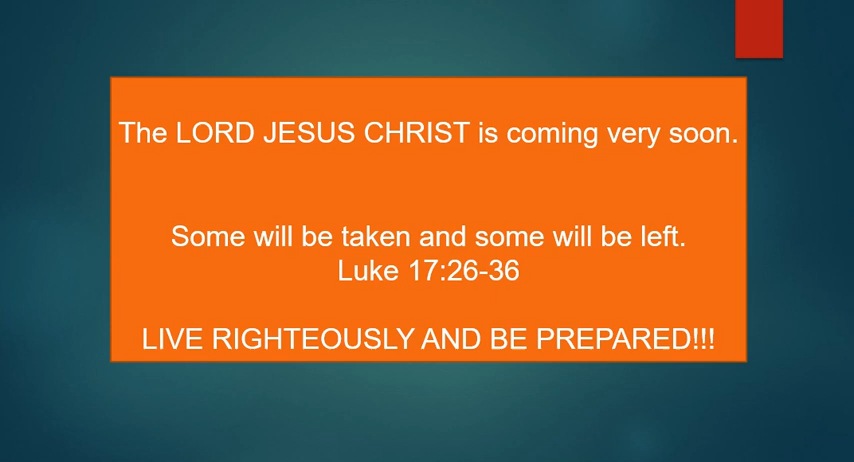 The LORD JESUS CHRIST is coming very soon.
Some will be taken and some will be left.
Luke 17:26-36
LIVE RIGHTEOUSLY AND BE PREPARED!!!